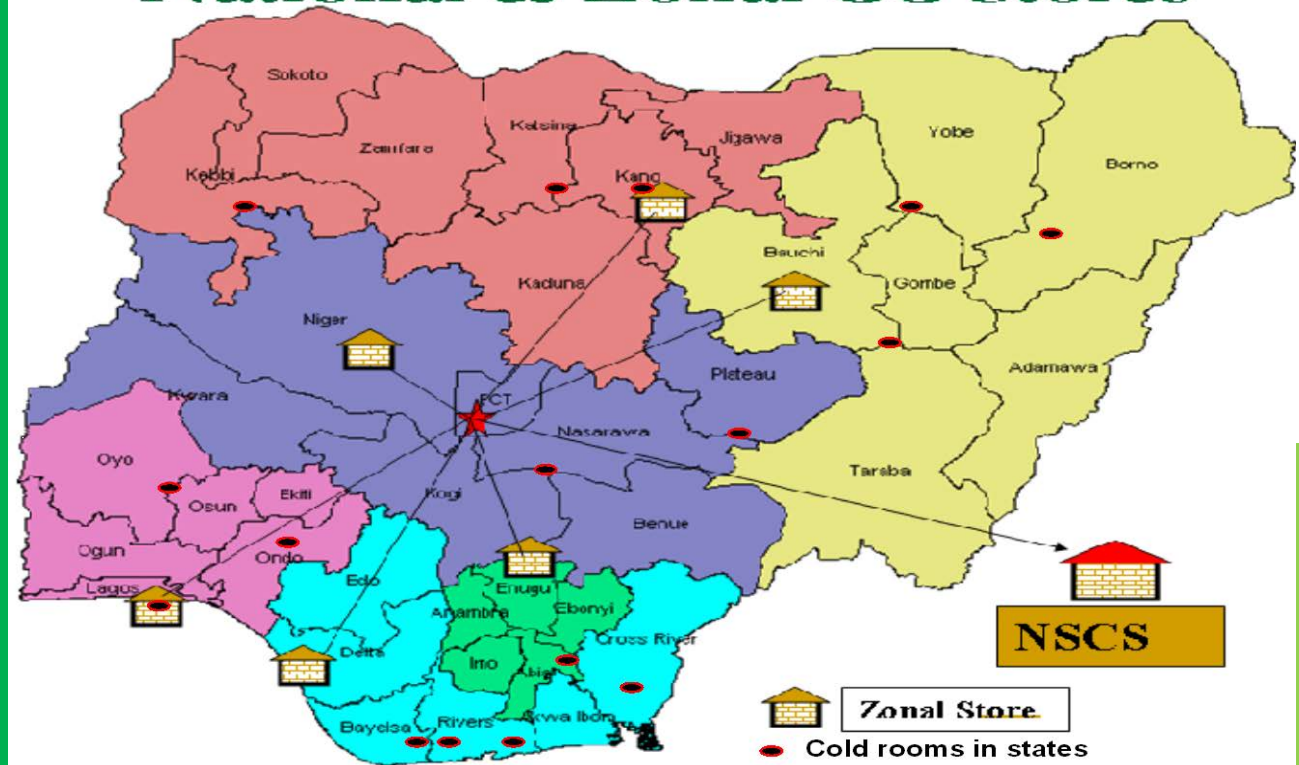 Sokoto
Katsina
Zamfara
Jigawa
Yobe
Borno
Kebbi
Kano
Bauchi
Kaduna
Gombe
Niger
Adamawa
Plateau
Kwara
FCT
Nasarawa
Oyo
Taraba
Osun
Ekiti
Kogi
Benue
Ogun
Ondo
Lagos
Edo
Enugu
Anambra
Ebonyi
Cross River
Delta
Imo
Abia
NSCS
Bayelsa
Rivers
Akwa Ibom
Zonal Store
Cold rooms in states